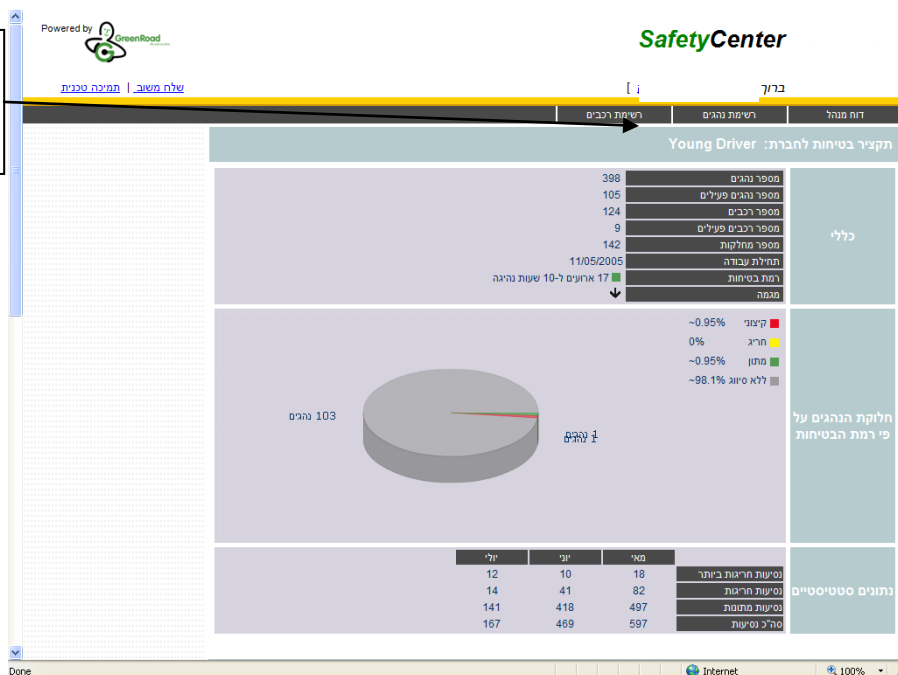 Powered by
GreenRoad
SafetyCenter
ברוך
[
שלח משוב | תמיכה טכנית
דוח מנהל
רשימת נהגים
רשימת רכבים
תקציר בטיחות לחברת: Young Driver
כללי
מספר נהגים 398
מספר נהגים פעילים 105
מספר רכבים 124
מספר רכבים פעילים 9
מספר מחלקות 142
תחילת עבודה 11/05/2005
רמת בטיחות 17 ארועים ל-10 שעות נהיגה
מגמה
חלוקת הנהגים על
פי רמת הבטיחות
קיצוני ~0.95%
חריג 0%
מתון ~0.95%
ללא סיווג ~98.1%
103 נהגים
1 נהגים
1 נהגים
נתונים סטטיסטיים
מאי יוני יולי
נסיעות חריגות ביותר 18 10 12
נסיעות חריגות 82 41 14
נסיעות מתונות 497 418 141
סה"כ נסיעות 597 469 167
Done
Internet
100%